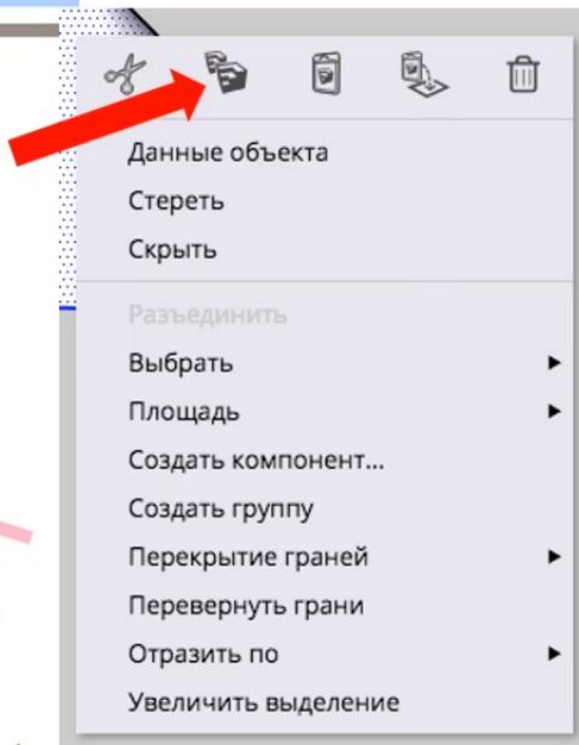 Данные объекта
Стереть
Скрыть
Разъединить
Выбрать
Площадь
Создать компонент...
Создать группу
Перекрытие граней
Перевернуть грани
Отразить по
Увеличить выделение